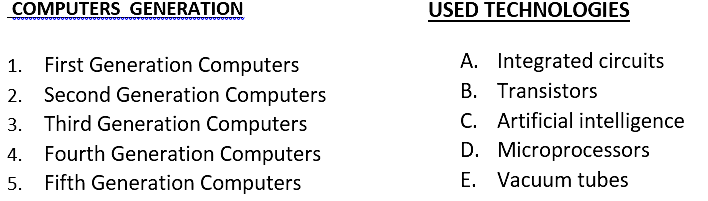 COMPUTERS GENERATION
USED TECHNOLOGIES
1. First Generation Computers
2. Second Generation Computers
3. Third Generation Computers
4. Fourth Generation Computers
5. Fifth Generation Computers
A. Integrated circuits
B. Transistors
C. Artificial intelligence
D. Microprocessors
E. Vacuum tubes